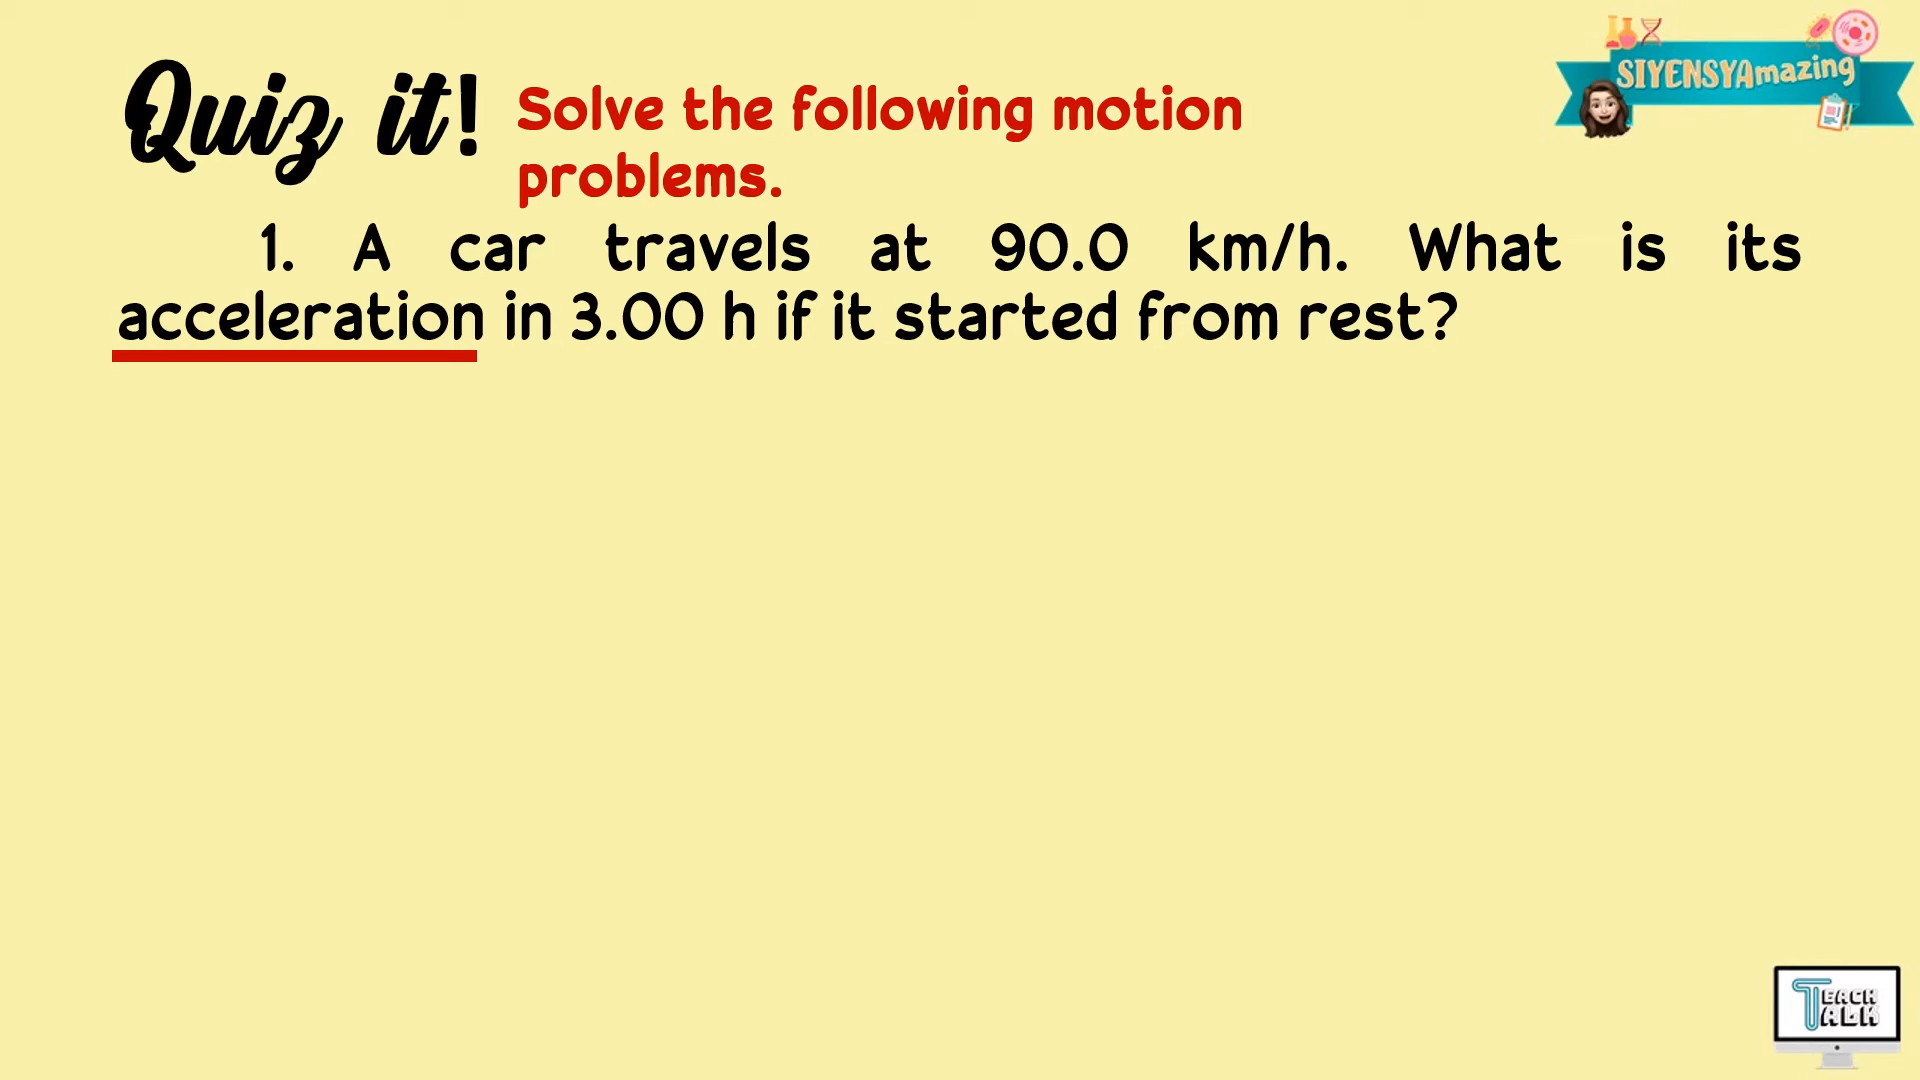 Quiz it!
Solve the following motion
problems.
SIYENSYAmazing
1. A car travels at 90.0 km/h. What is its
acceleration in 3.00 h if it started from rest?
TEACH
TALK